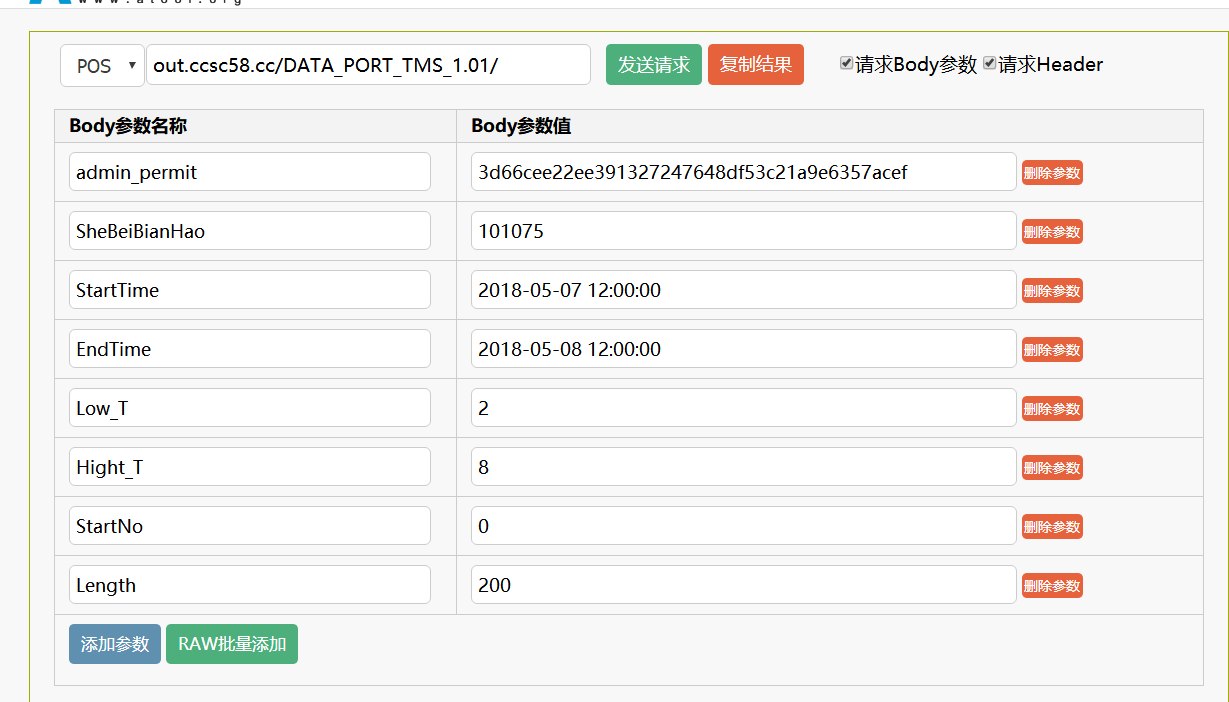 www.atool.org
POS out.ccsc58.cc/DATA_PORT_TMS_1.01/ 发送请求 复制结果 请求Body参数 请求Header
Body参数名称 Body参数值
admin_permit 3d66cee22ee391327247648df53c21a9e6357acef 删除参数
SheBeiBianHao 101075 删除参数
StartTime 2018-05-07 12:00:00 删除参数
EndTime 2018-05-08 12:00:00 删除参数
Low_T 2 删除参数
Hight_T 8 删除参数
StartNo 0 删除参数
Length 200 删除参数
添加参数 RAW批量添加